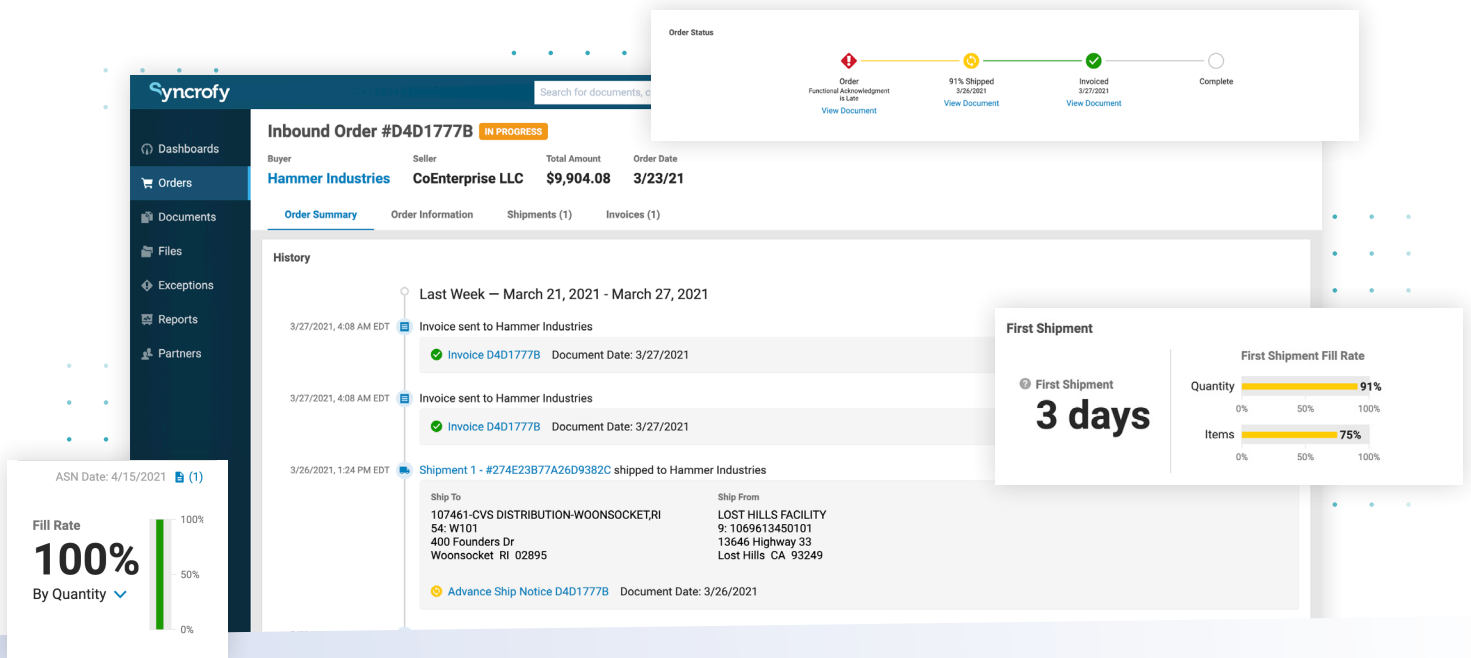 Order Status
Order
Functional Acknowledgment
is Late
View Document
91% Shipped
3/26/2021
View Document
Invoiced
3/27/2021
View Document
Complete
Syncrofy
Search for documents, c
Dashboards
Orders
Documents
Files
Exceptions
Reports
Partners
Inbound Order #D4D1777B IN PROGRESS
Buyer Seller Total Amount Order Date
Hammer Industries CoEnterprise LLC $9,904.08 3/23/21
Order Summary Order Information Shipments (1) Invoices (1)
History
Last Week — March 21, 2021 - March 27, 2021
3/27/2021, 4:08 AM EDT Invoice sent to Hammer Industries
Invoice D4D1777B Document Date: 3/27/2021
3/27/2021, 4:08 AM EDT Invoice sent to Hammer Industries
Invoice D4D1777B Document Date: 3/27/2021
3/26/2021, 1:24 PM EDT Shipment 1 - #274E23B77A26D9382C shipped to Hammer Industries
Ship To
107461-CVS DISTRIBUTION-WOONSOCKET,RI
54: W101
400 Founders Dr
Woonsocket RI 02895
Ship From
LOST HILLS FACILITY
9: 1069613450101
13646 Highway 33
Lost Hills CA 93249
Advance Ship Notice D4D1777B Document Date: 3/26/2021
First Shipment
First Shipment
3 days
First Shipment Fill Rate
Quantity 91%
0% 50% 100%
Items 75%
0% 50% 100%
ASN Date: 4/15/2021 (1)
Fill Rate
100%
By Quantity
100%
50%
0%